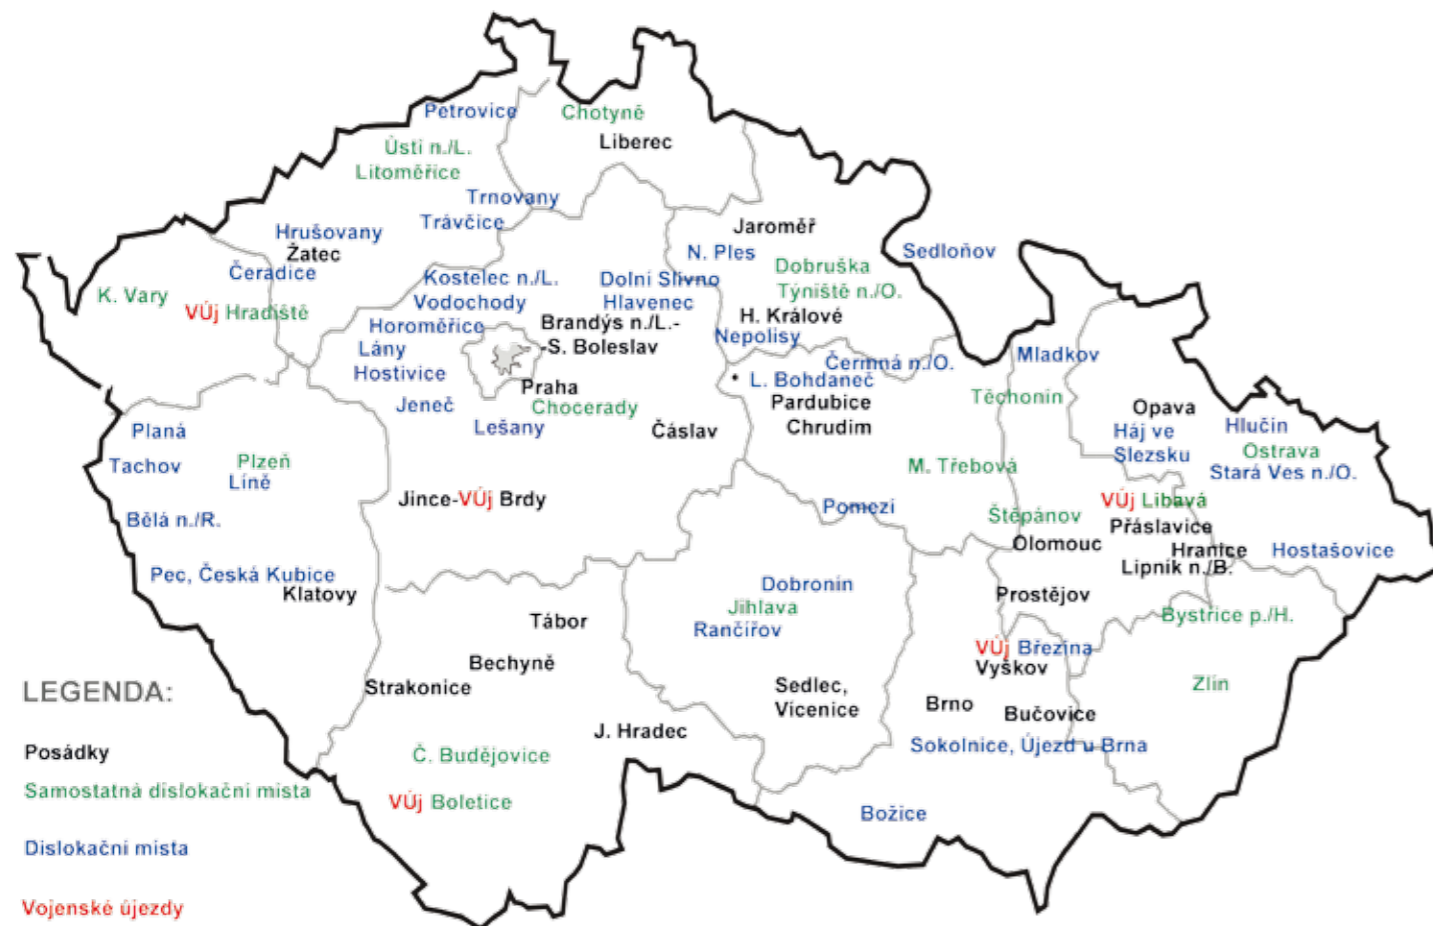 Petrovice
Chotyně
Liberec
Ústí n./L.
Litoměřice
Trnovany
Trávčice
Hrušovany
Žatec
Čeradice
K. Vary
VÚj Hradiště
Kostelec n./L.
Vodochody
Dolní Slivno
Hlavenec
Horoměřice
Lány
Hostivice
Jeneč
Brandýs n./L.-
-S. Boleslav
Praha
Chocerady
Lešany
Čáslav
Jaroměř
N. Ples
Sedloňov
Dobruška
Týniště n./O.
H. Králové
Nepolisy
Čermná n./O.
L. Bohdaneč
Pardubice
Chrudim
Mladkov
Těchonín
M. Třebová
Pomezí
Štěpánov
Opava
Háj ve
Slezsku
Hlučín
Ostrava
Stará Ves n./O.
VÚj Libavá
Přáslavice
Olomouc
Hranice
Lipník n./B.
Hostašovice
Prostějov
Bystřice p./H.
Planá
Tachov
Plzeň
Líně
Bělá n./R.
Pec, Česká Kubice
Klatovy
Jince-VÚj Brdy
Tábor
Bechyně
Strakonice
J. Hradec
Č. Budějovice
VÚj Boletice
Dobronín
Jihlava
Rančířov
Sedlec,
Vícenice
VÚj Březina
Vyškov
Brno
Bučovice
Sokolnice, Újezd u Brna
Božice
Zlín
LEGENDA:
Posádky
Samostatná dislokační místa
Dislokační místa
Vojenské újezdy